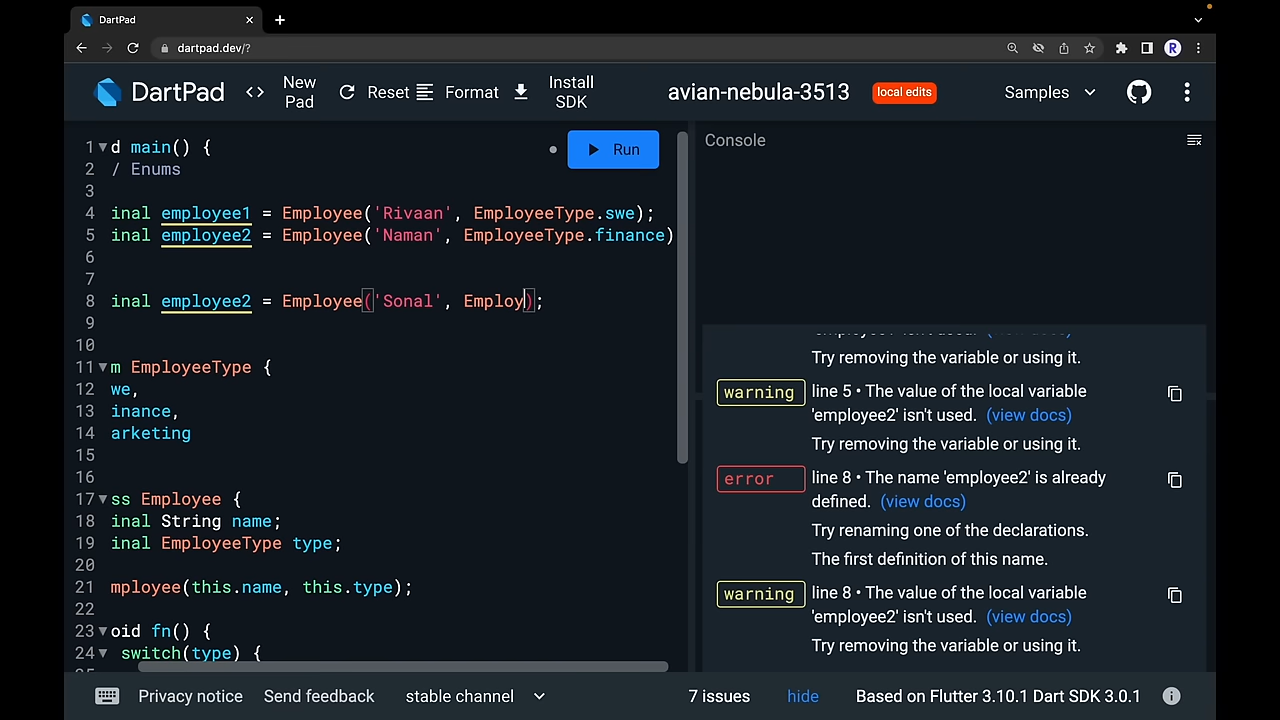 DartPad
dartpad.dev/?
R
DartPad
<> New Pad
Reset
Format
Install SDK
avian-nebula-3513
local edits
Samples
1 d main() {
2 / Enums
3
4 inal employee1 = Employee('Rivaan', EmployeeType.swe);
5 inal employee2 = Employee('Naman', EmployeeType.finance)
6
7
8 inal employee2 = Employee('Sonal', Employ);
9
10
11 m EmployeeType {
12 we,
13 inance,
14 arketing
15
16
17 ss Employee {
18 inal String name;
19 inal EmployeeType type;
20
21 mployee(this.name, this.type);
22
23 oid fn() {
24 switch(type) {
Run
Console
Try removing the variable or using it.
warning line 5 • The value of the local variable
'employee2' isn't used. (view docs)
Try removing the variable or using it.
error line 8 • The name 'employee2' is already
defined. (view docs)
Try renaming one of the declarations.
The first definition of this name.
warning line 8 • The value of the local variable
'employee2' isn't used. (view docs)
Try removing the variable or using it.
Privacy notice
Send feedback
stable channel
7 issues
hide
Based on Flutter 3.10.1 Dart SDK 3.0.1